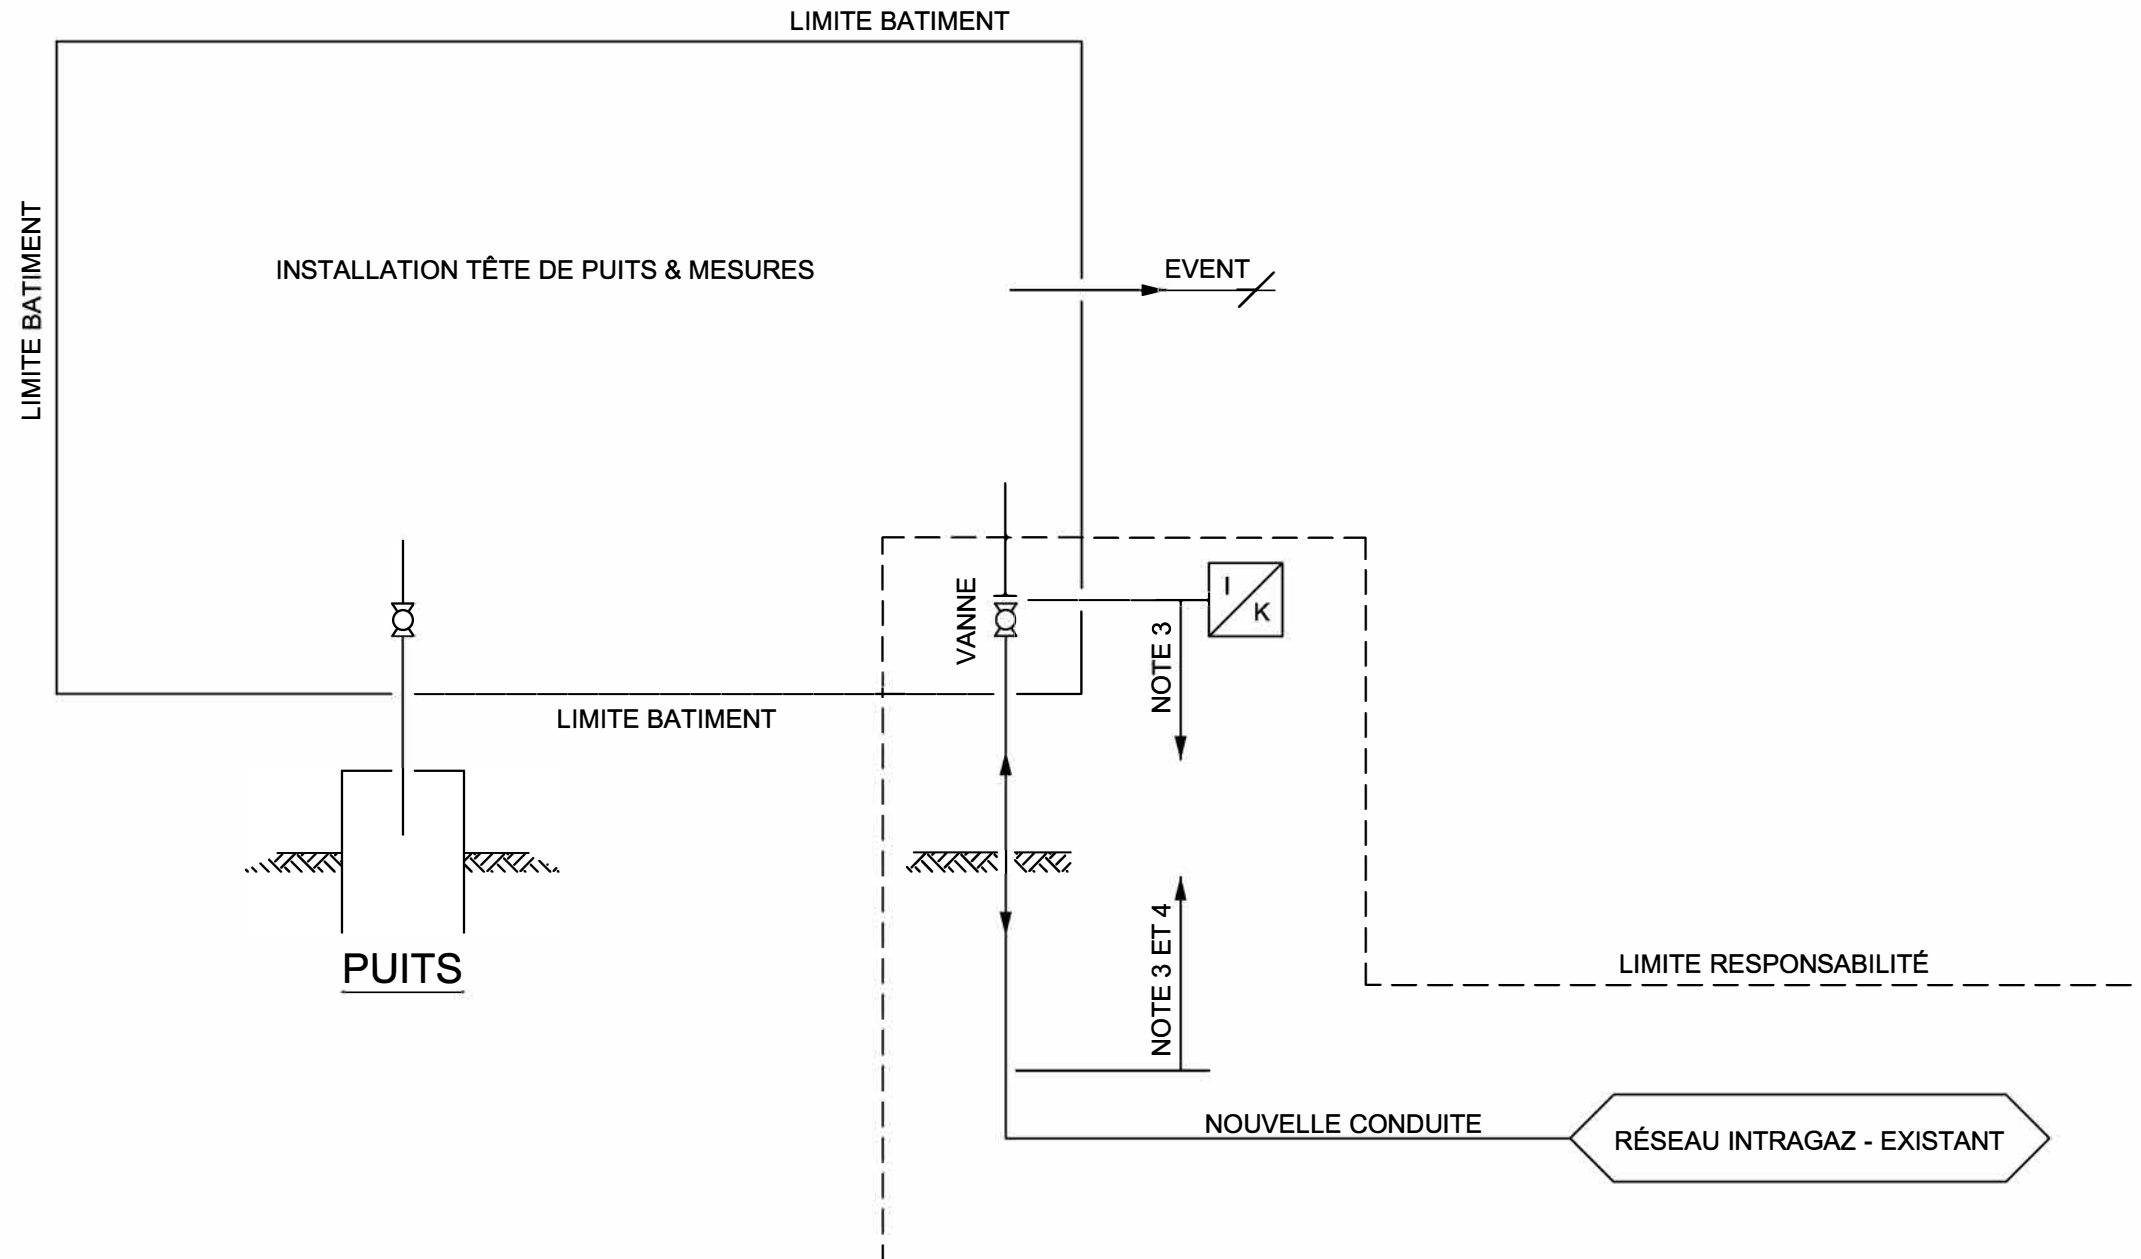 LIMITE BATIMENT
LIMITE BATIMENT
INSTALLATION TÊTE DE PUITS & MESURES
EVENT
VANNE
I
K
NOTE 3
LIMITE BATIMENT
NOTE 3 ET 4
PUITS
LIMITE RESPONSABILITÉ
NOUVELLE CONDUITE
RÉSEAU INTRAGAZ - EXISTANT